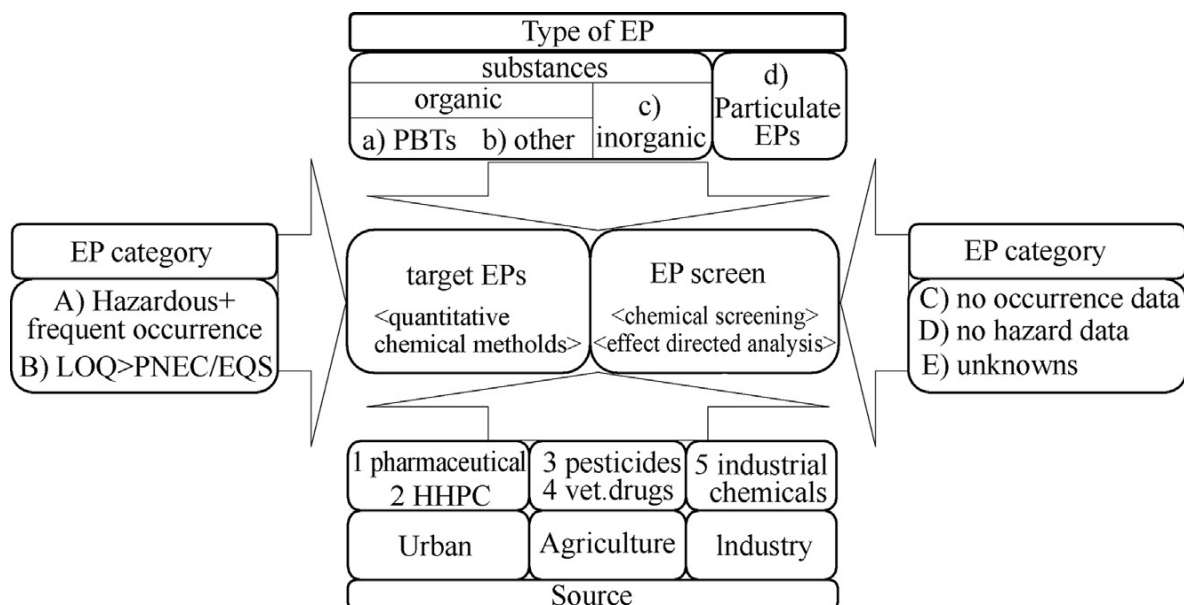 Type of EP
substances
organic
a) PBTs
b) other
c)
inorganic
d)
Particulate
EPs
EP category
A) Hazardous+
frequent occurrence
B) LOQ>PNEC/EQS
target EPs
<quantitative
chemical metholds>
EP screen
<chemical screening>
<effect directed analysis>
EP category
C) no occurrence data
D) no hazard data
E) unknowns
1 pharmaceutical
2 HHPC
3 pesticides
4 vet.drugs
5 industrial
chemicals
Urban
Agriculture
Industry
Source